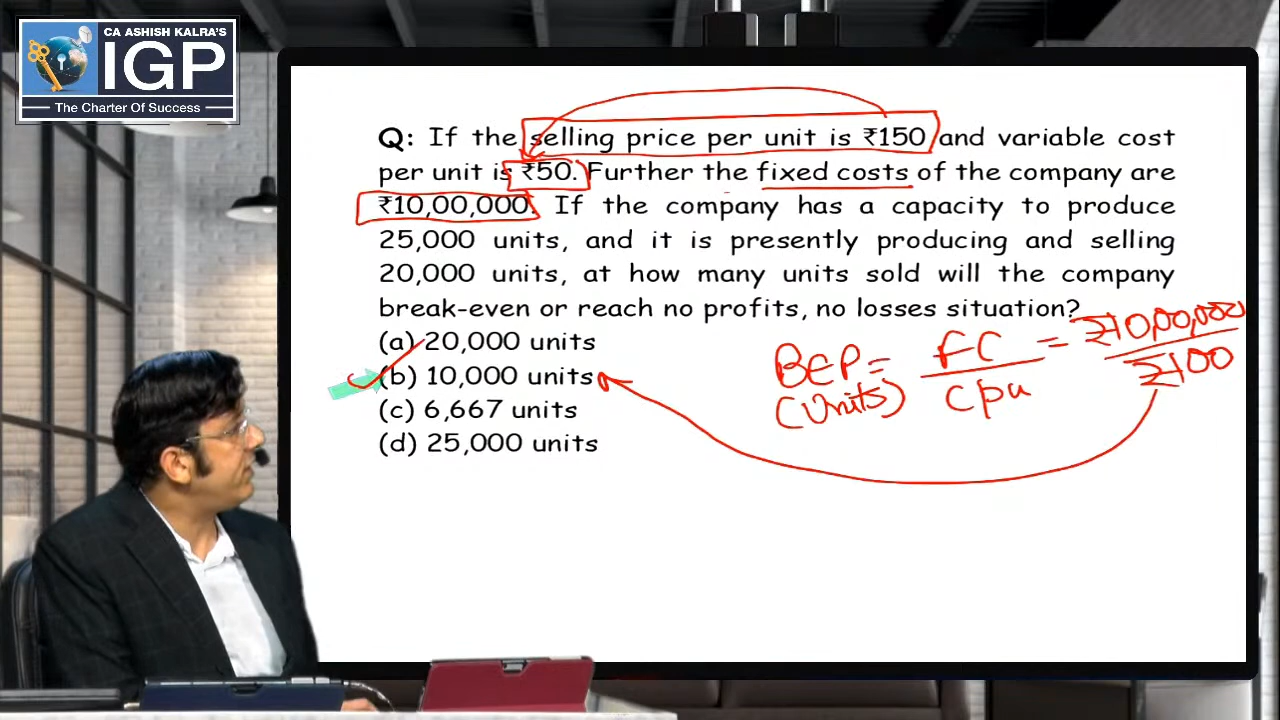 CA ASHISH KALRA'S
IGP
The Charter Of Success
Q: If the selling price per unit is ₹150 and variable cost
per unit is ₹50. Further the fixed costs of the company are
₹10,00,000. If the company has a capacity to produce
25,000 units, and it is presently producing and selling
20,000 units, at how many units sold will the company
break-even or reach no profits, no losses situation?
(a) 20,000 units
(b) 10,000 units
(c) 6,667 units
(d) 25,000 units
BEP = FC = ₹10,00,000
(Units) cpu ₹100